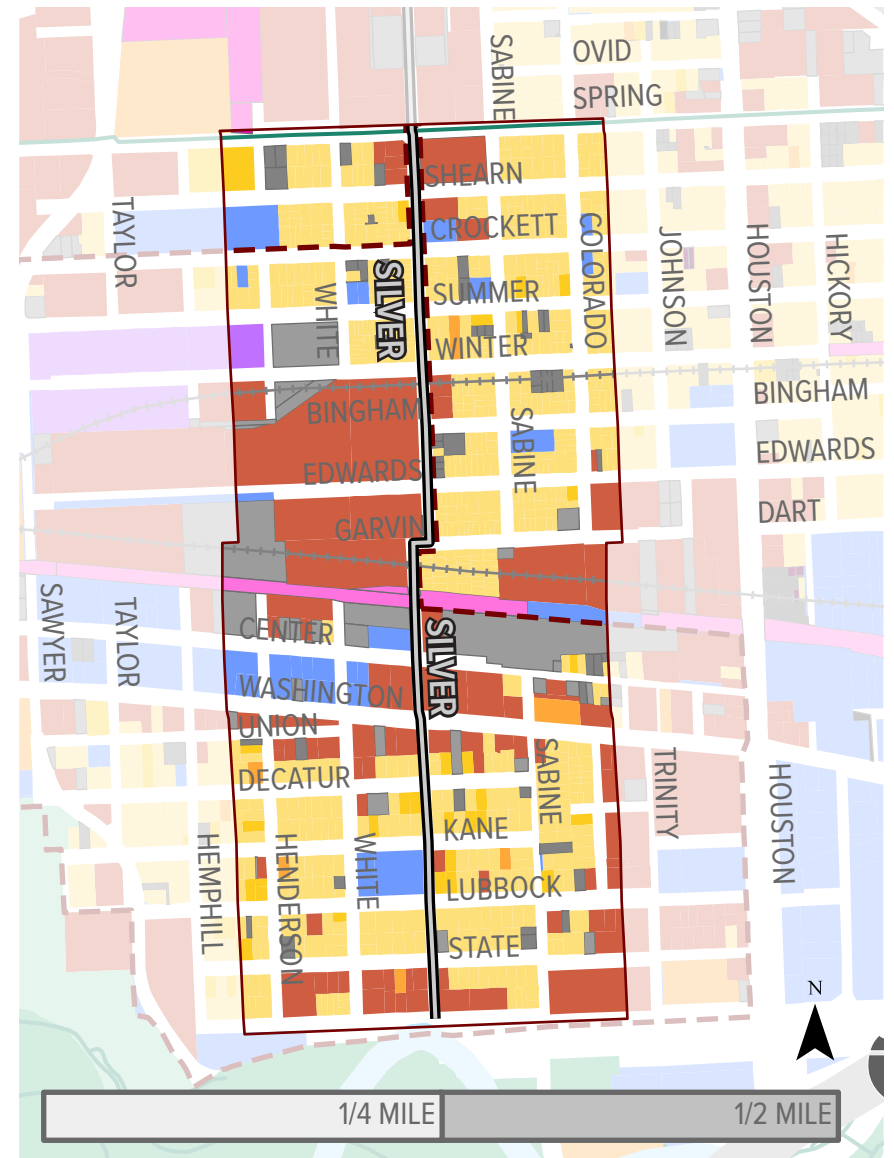 SABINE
OVID
SPRING
SHEARN
TAYLOR
CROCKETT
COLORADO
JOHNSON
HOUSTON
HICKORY
SILVER
WHITE
SUMMER
WINTER
BINGHAM
BINGHAM
SABINE
EDWARDS
EDWARDS
GARVIN
DART
SAWYER
TAYLOR
CENTER
SILVER
WASHINGTON
UNION
SABINE
DECATUR
TRINITY
HOUSTON
HEMPHILL
HENDERSON
WHITE
KANE
LUBBOCK
STATE
N
1/4 MILE
1/2 MILE